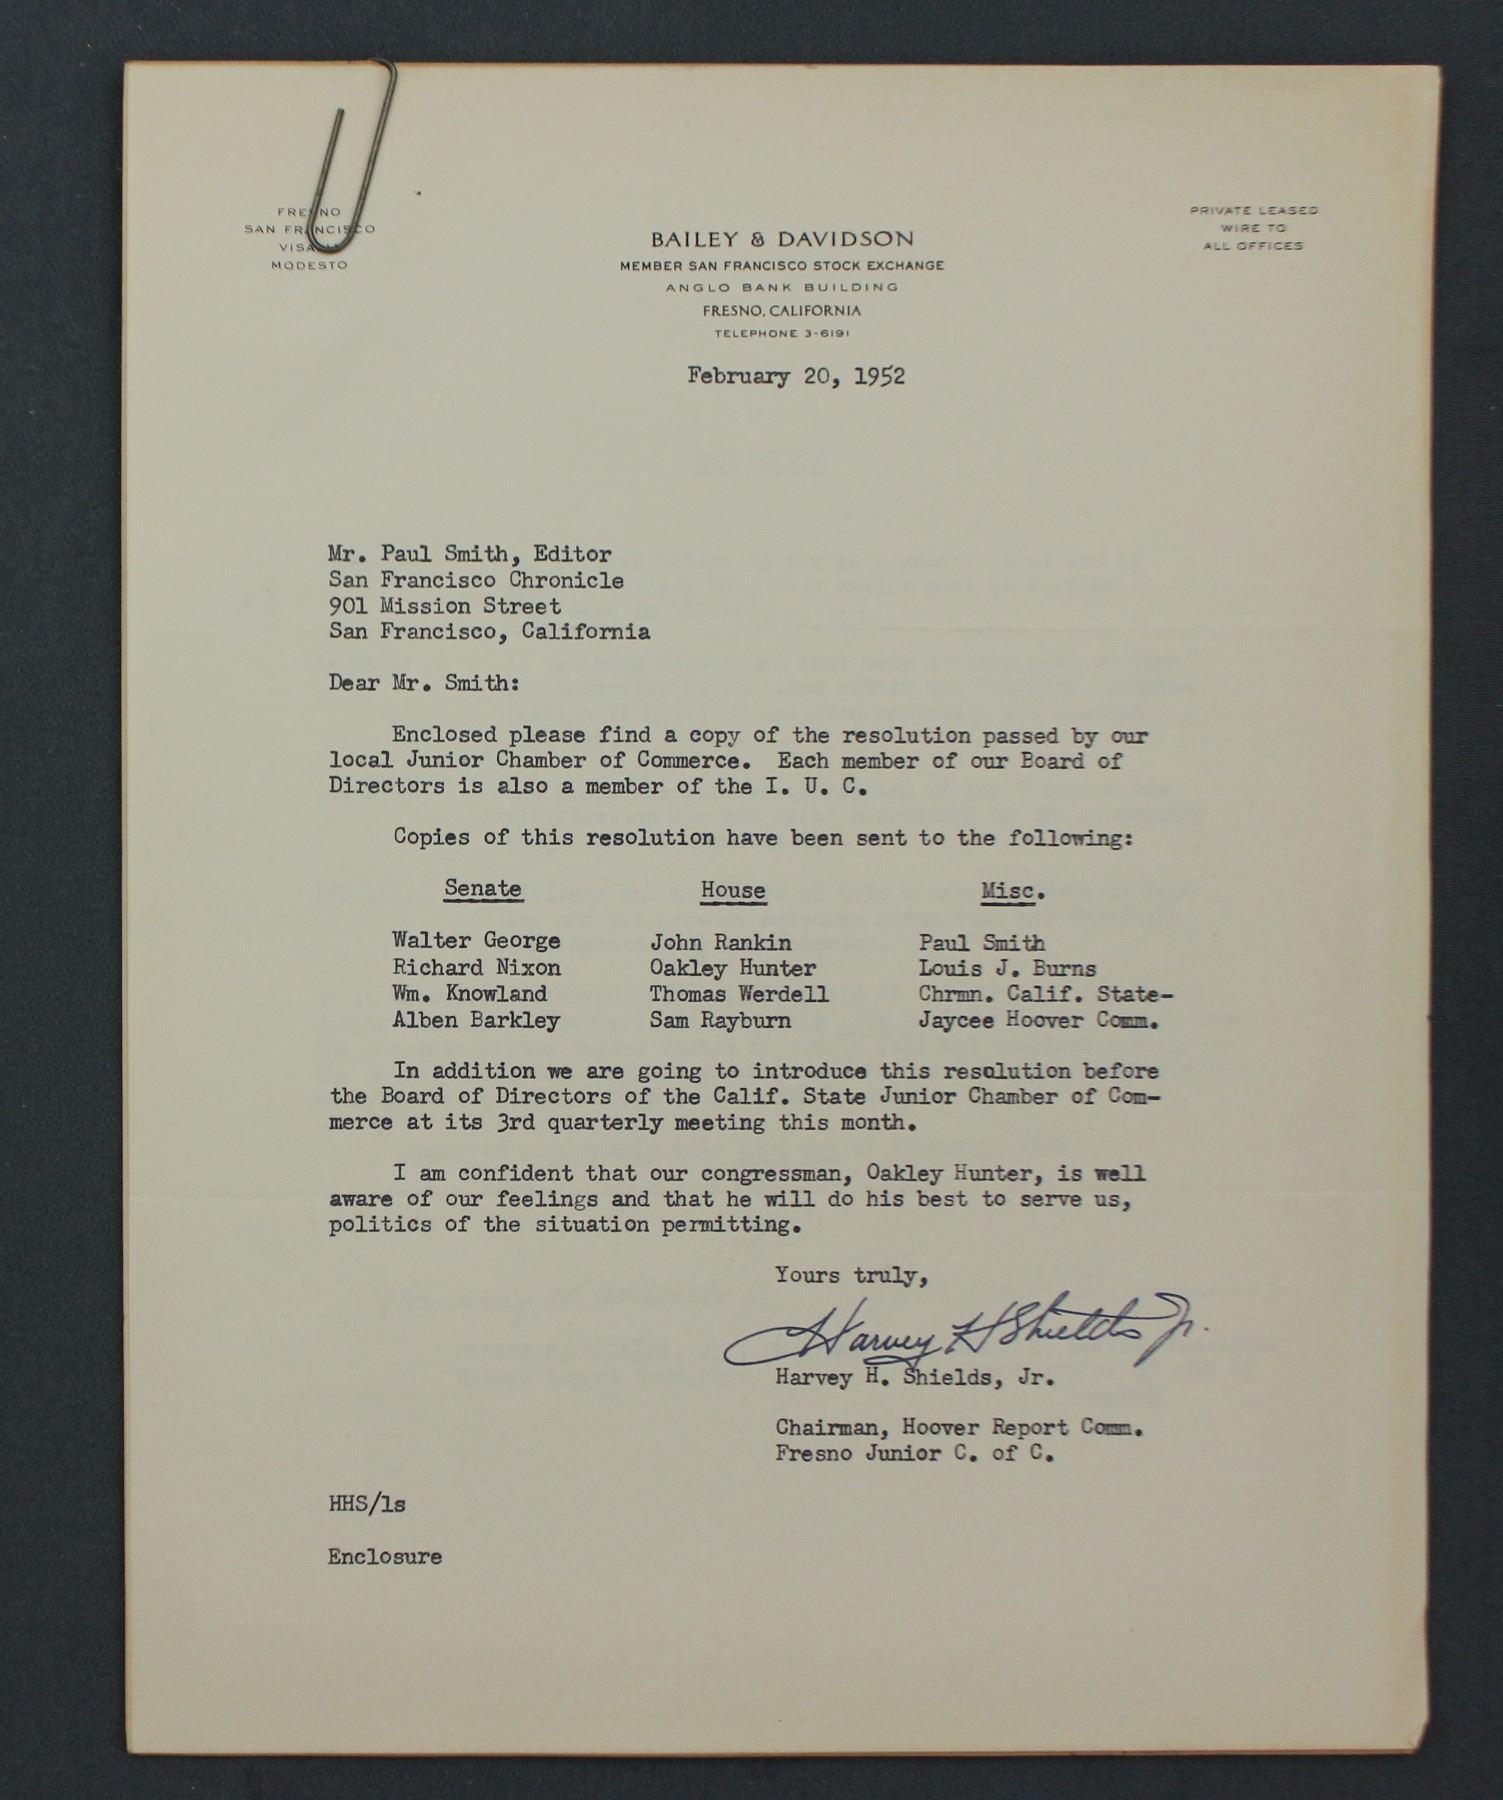 FRESNO
SAN FRANCISCO
VISALIA
MODESTO
PRIVATE LEASED
WIRE TO
ALL OFFICES
BAILEY & DAVIDSON
MEMBER SAN FRANCISCO STOCK EXCHANGE
ANGLO BANK BUILDING
FRESNO, CALIFORNIA
TELEPHONE 3-6191
February 20, 1952
Mr. Paul Smith, Editor
San Francisco Chronicle
901 Mission Street
San Francisco, California
Dear Mr. Smith:
Enclosed please find a copy of the resolution passed by our
local Junior Chamber of Commerce. Each member of our Board of
Directors is also a member of the I. U. C.
Copies of this resolution have been sent to the following:
Senate House Misc.
Walter George John Rankin Paul Smith
Richard Nixon Oakley Hunter Louis J. Burns
Wm. Knowland Thomas Werdell Chrmn. Calif. State-
Alben Barkley Sam Rayburn Jaycee Hoover Comm.
In addition we are going to introduce this resolution before
the Board of Directors of the Calif. State Junior Chamber of Com-
merce at its 3rd quarterly meeting this month.
I am confident that our congressman, Oakley Hunter, is well
aware of our feelings and that he will do his best to serve us,
politics of the situation permitting.
Yours truly,
Harvey H Shields Jr.
Harvey H. Shields, Jr.
Chairman, Hoover Report Comm.
Fresno Junior C. of C.
HHS/ls
Enclosure